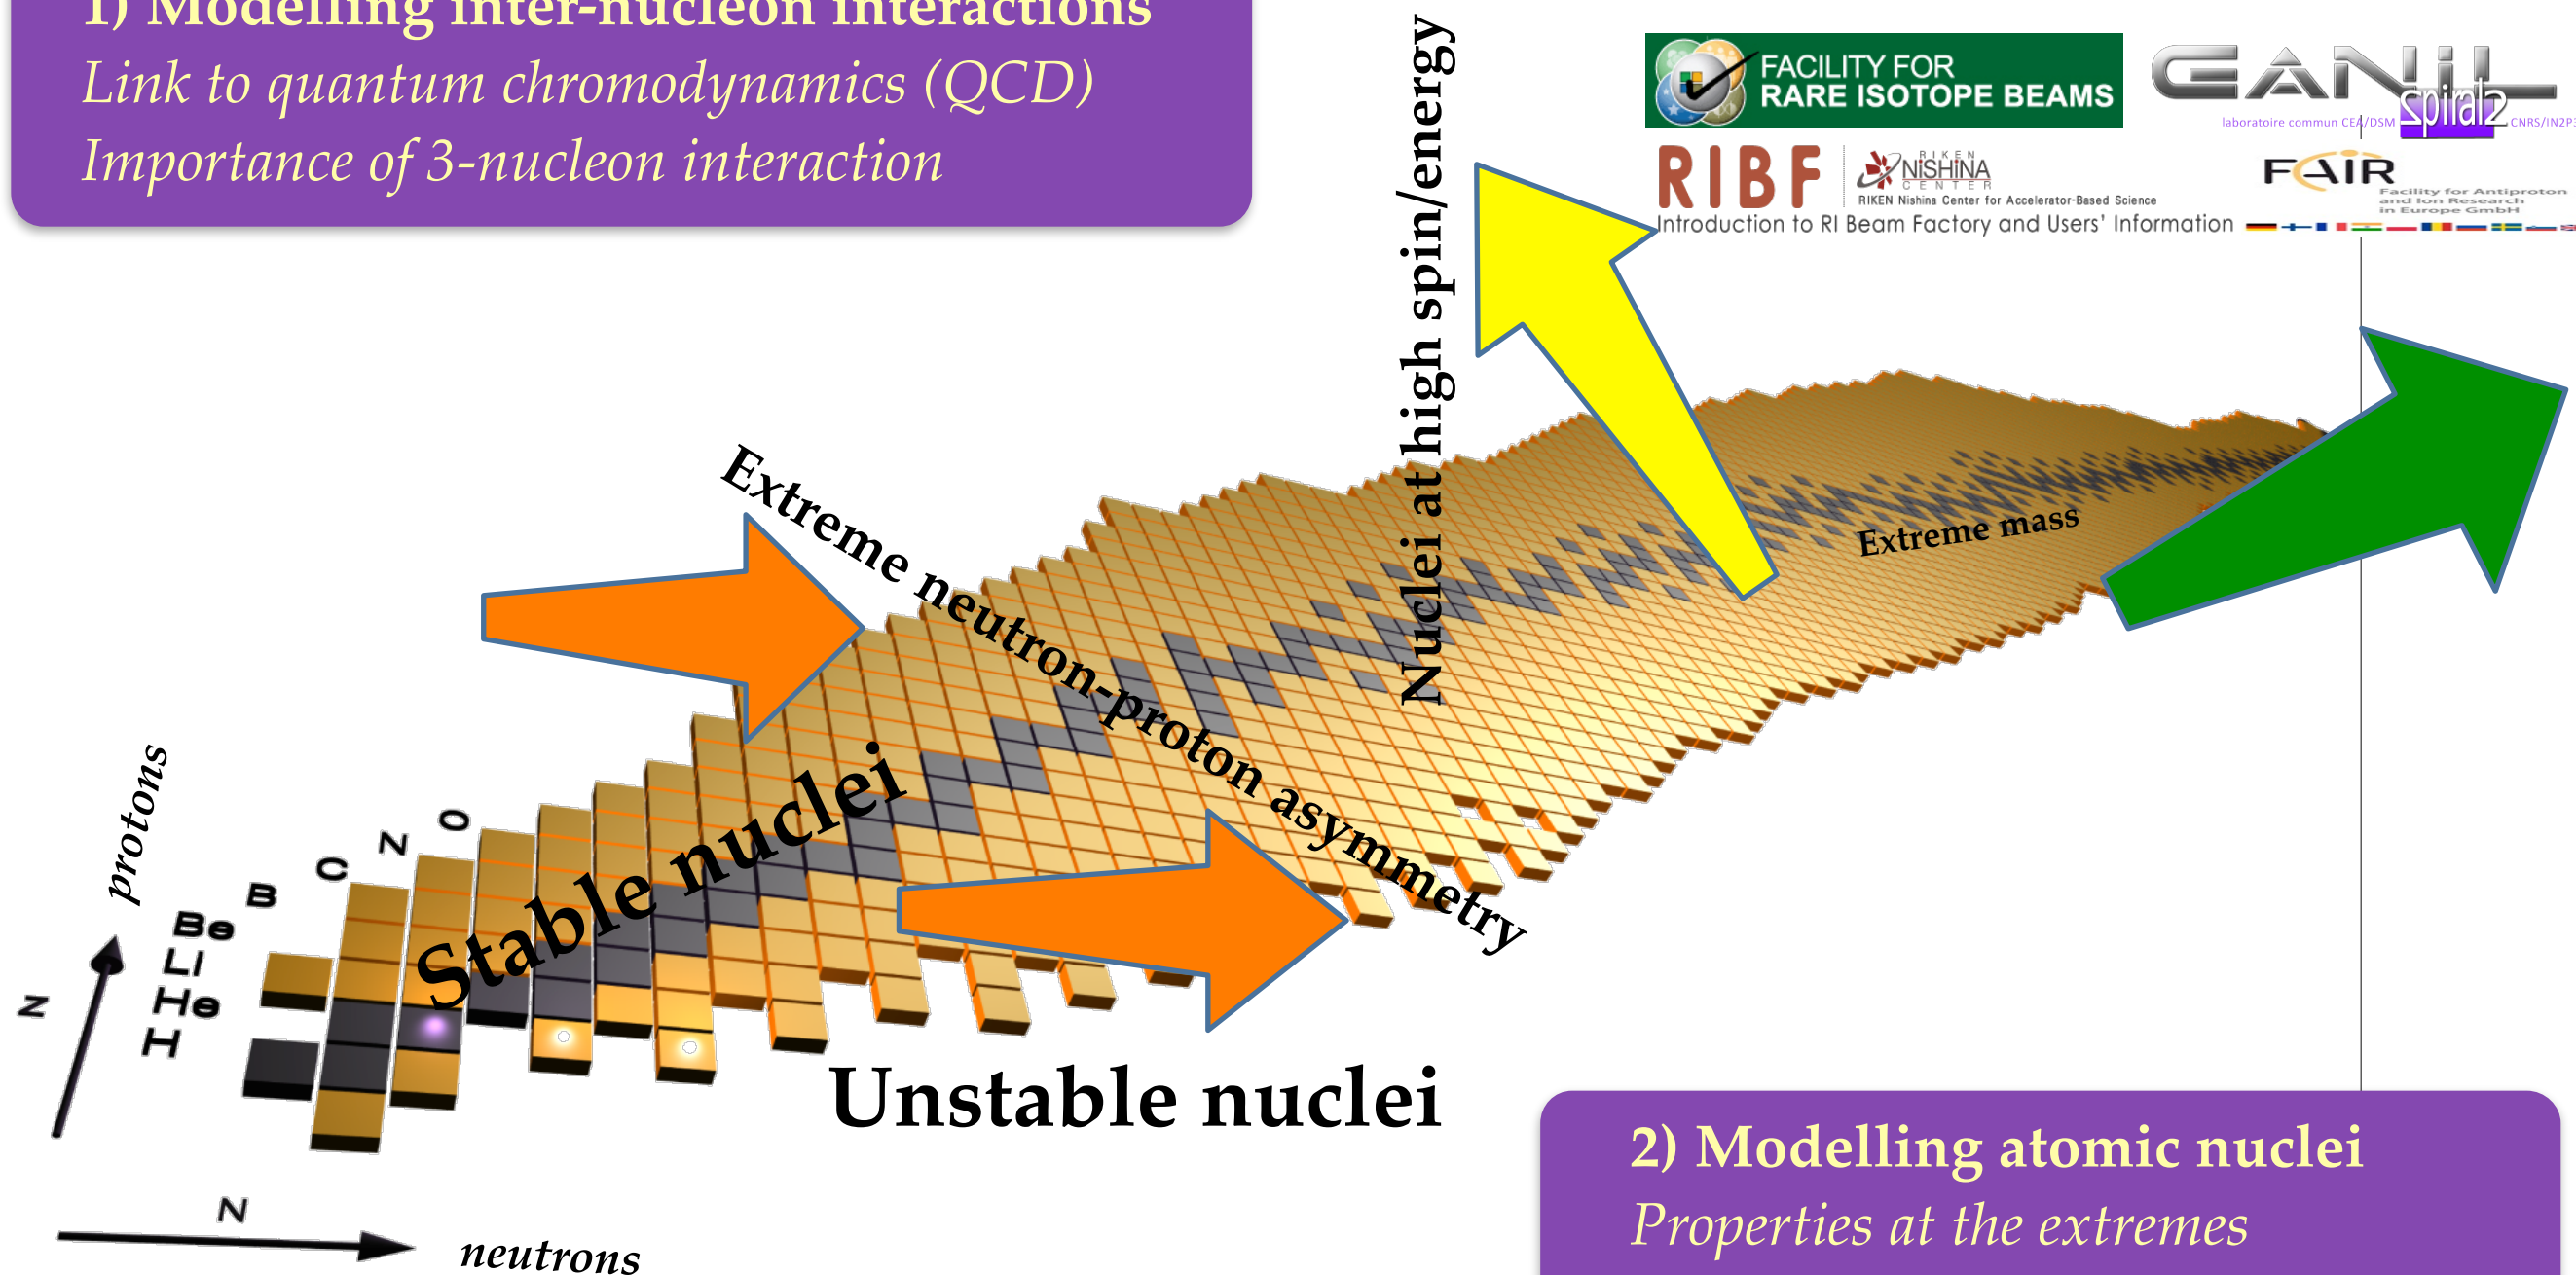 1) Modelling inter-nucleon interactions
Link to quantum chromodynamics (QCD)
Importance of 3-nucleon interaction
Nuclei at high spin/energy
FACILITY FOR
RARE ISOTOPE BEAMS
GANIL
spiral2
laboratoire commun CEA/DSM
CNRS/IN2P3
RIBF
RIKEN
NiSHiNA
CENTER
RIKEN Nishina Center for Accelerator-Based Science
Introduction to RI Beam Factory and Users' Information
FAIR
Facility for Antiproton
and Ion Research
in Europe GmbH
Extreme neutron-proton asymmetry
Extreme mass
Stable nuclei
protons
O
N
C
B
Be
Li
He
H
Z
Unstable nuclei
N
neutrons
2) Modelling atomic nuclei
Properties at the extremes